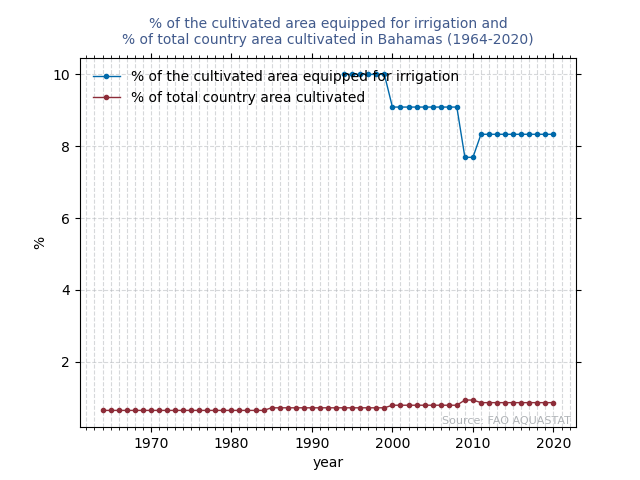 % of the cultivated area equipped for irrigation and
% of total country area cultivated in Bahamas (1964-2020)
% of the cultivated area equipped for irrigation
% of total country area cultivated
10
8
6
4
2
%
Source: FAO AQUASTAT
1970 1980 1990 2000 2010 2020
year